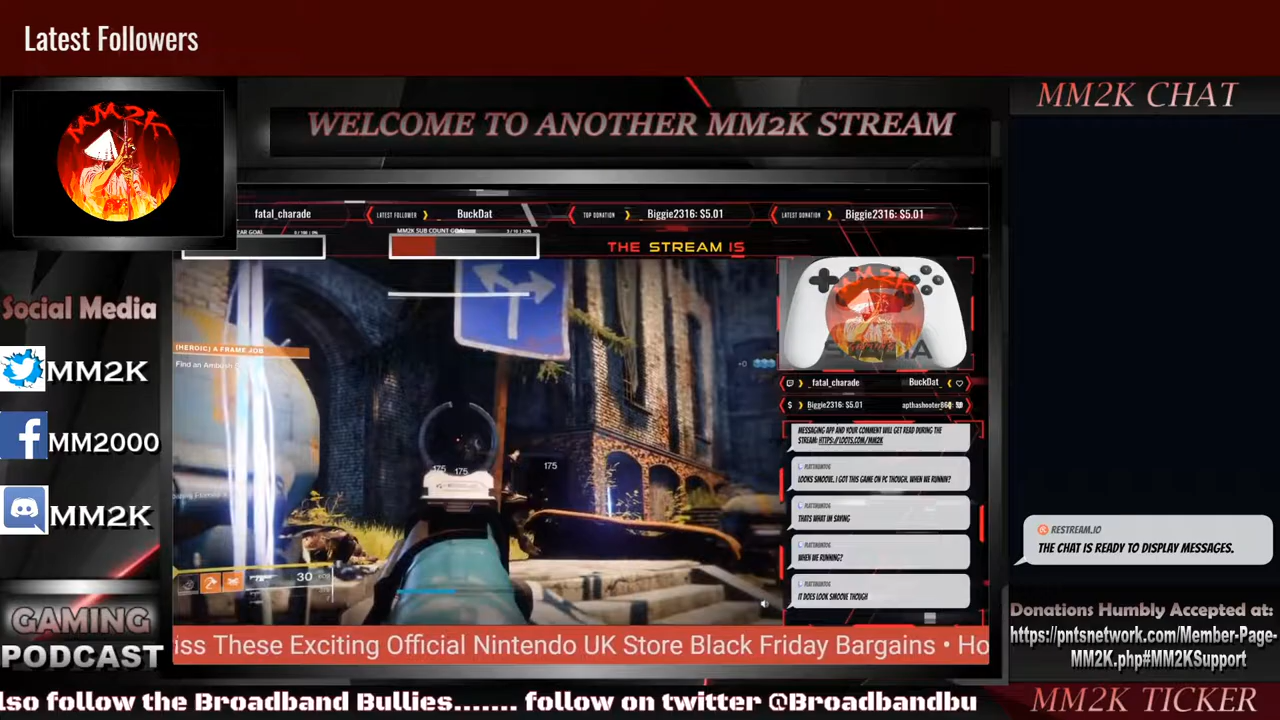 Latest Followers
MM2K
WELCOME TO ANOTHER MM2K STREAM
MM2K CHAT
fatal_charade
LATEST FOLLOWER
BuckDat
TOP DONATION
Biggie2316: $5.01
LATEST DONATION
Biggie2316: $5.01
MM2K SUB COUNT GOAL
THE STREAM IS
Social Media
MM2K
MM2000
MM2K
GAMING
PODCAST
(HEROIC) A FRAME JOB
Find an Ambush
175 175
175
30
+0
fatal_charade
BuckDat
$ Biggie2316: $5.01
MESSAGING APP AND YOUR COMMENT WILL GET READ DURING THE
STREAM: HTTPS://LOOTS.COM/MM2K
LOOKS SMOOVE. I GOT THIS GAME ON PC THOUGH. WHEN WE RUNNIN?
THATS WHAT IM SAYING
WHEN WE RUNNING?
IT DOES LOOK SMOOVE THOUGH
RESTREAM.IO
THE CHAT IS READY TO DISPLAY MESSAGES.
Donations Humbly Accepted at:
https://pntsnetwork.com/Member-Page-
MM2K.php#MM2KSupport
iss These Exciting Official Nintendo UK Store Black Friday Bargains • Ho
lso follow the Broadband Bullies....... follow on twitter @Broadbandbu
MM2K TICKER